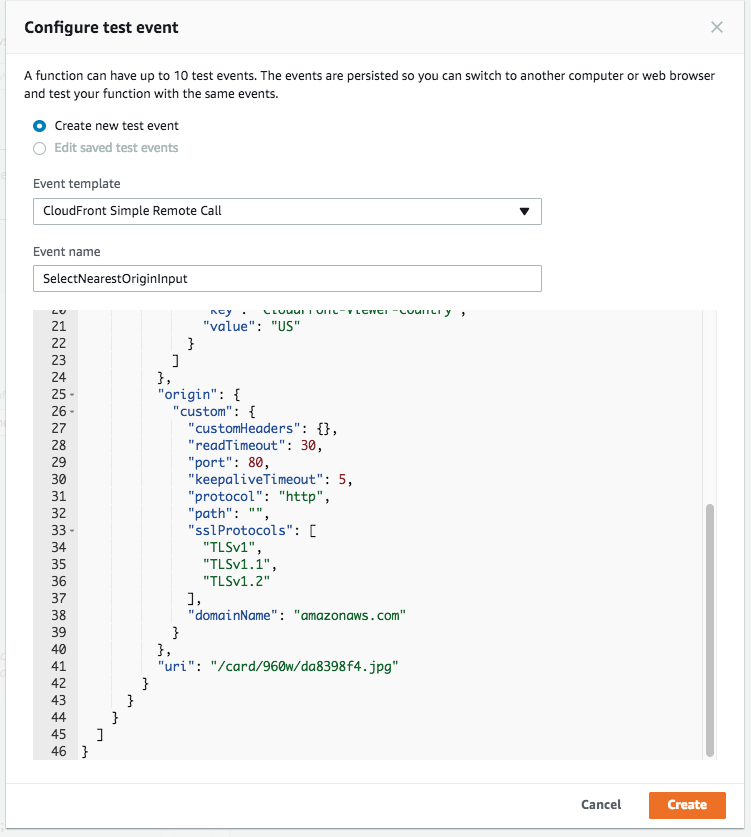 Configure test event
A function can have up to 10 test events. The events are persisted so you can switch to another computer or web browser
and test your function with the same events.
Create new test event
Edit saved test events
Event template
CloudFront Simple Remote Call
Event name
SelectNearestOriginInput
20 "key": "CloudFront-Viewer-Country",
21 "value": "US"
22 }
23 ]
24 },
25 "origin": {
26 "custom": {
27 "customHeaders": {},
28 "readTimeout": 30,
29 "port": 80,
30 "keepaliveTimeout": 5,
31 "protocol": "http",
32 "path": "",
33 "sslProtocols": [
34 "TLSv1",
35 "TLSv1.1",
36 "TLSv1.2"
37 ],
38 "domainName": "amazonaws.com"
39 }
40 },
41 "uri": "/card/960w/da8398f4.jpg"
42 }
43 }
44 }
45 ]
46 }
Cancel
Create